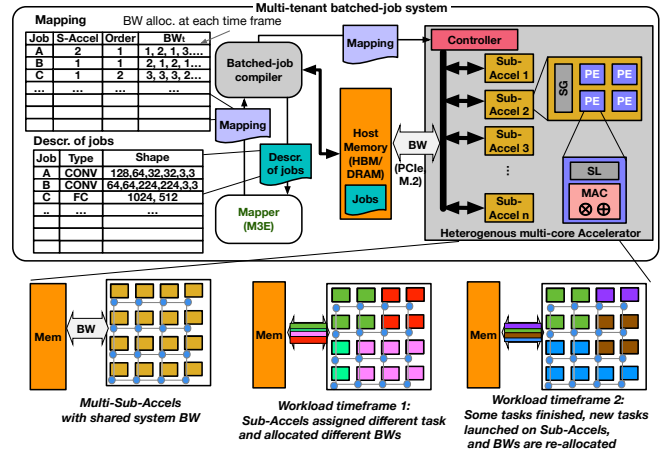 Multi-tenant batched-job system
Mapping
BW alloc. at each time frame
Job S-Accel Order BWt
A 2 1 1, 2, 1, 3....
B 1 1 2, 1, 2, 1...
C 1 2 3, 3, 3, 2...
... ... ... ...
Mapping
Batched-job
compiler
Mapping
Controller
Sub-
Accel 1
Sub-
Accel 2
Sub-
Accel 3
...
Sub-
Accel n
SG
PE PE
PE PE
SL
MAC
Host
Memory
(HBM/
DRAM)
Jobs
BW
(PCIe,
M.2)
Heterogenous multi-core Accelerator
Descr. of jobs
Job Type Shape
A CONV 128,64,32,32,3,3
B CONV 64,64,224,224,3,3
C FC 1024, 512
.. ... ...
Descr.
of jobs
Mapper
(M3E)
Mem
BW
Multi-Sub-Accels
with shared system BW
Mem
Workload timeframe 1:
Sub-Accels assigned different task
and allocated different BWs
Mem
Workload timeframe 2:
Some tasks finished, new tasks
launched on Sub-Accels,
and BWs are re-allocated